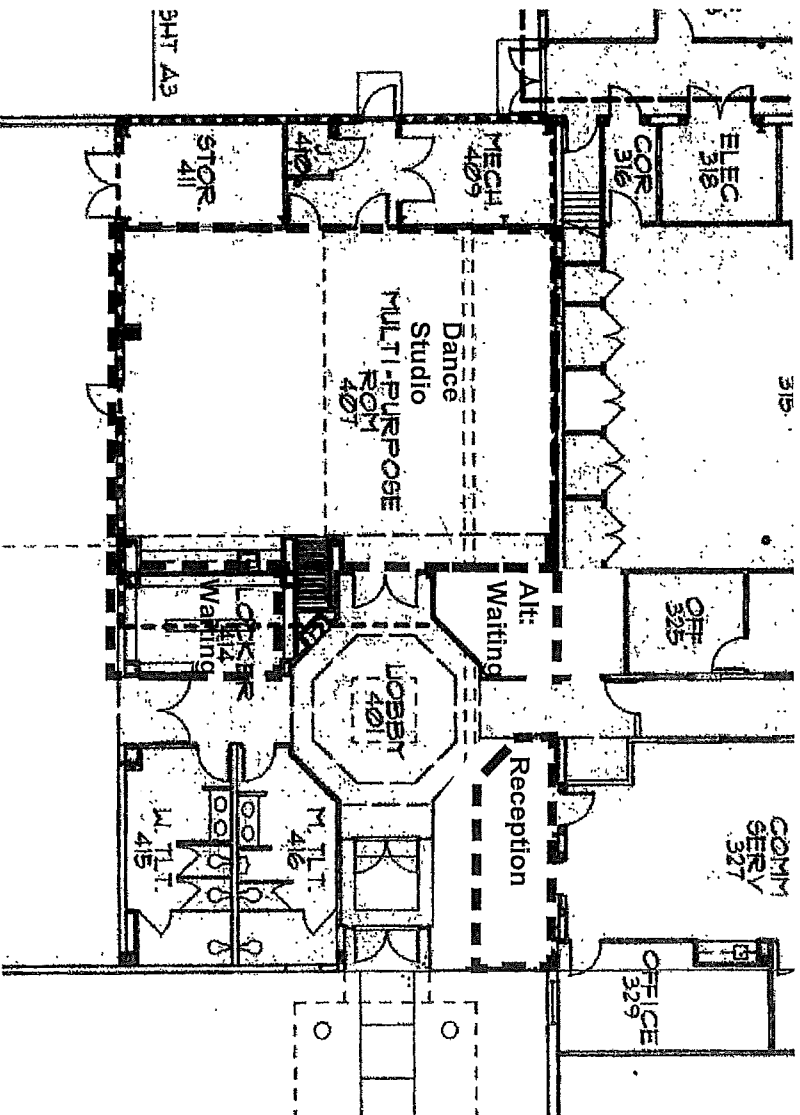 SHT A3
STOR.
411
J.
410
MECH.
409
COR
316
ELEC
318
315
Dance
Studio
MULTI-PURPOSE
ROOM
407
Alt:
Waiting
OFF
325
LOCKER
414
Waiting
LOBBY
401
Reception
COMM
SERV
327
M. TLT.
416
W. TLT.
415
OFFICE
329